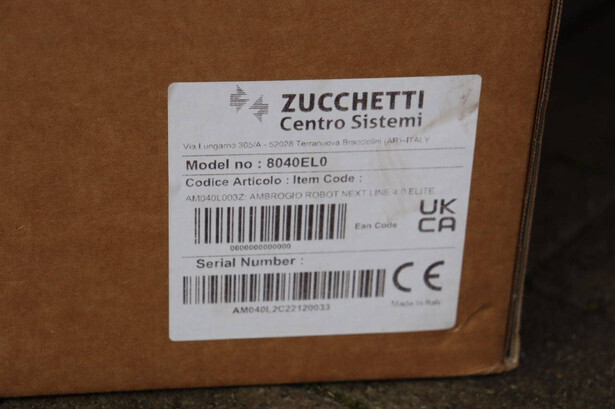 ZUCCHETTI
Centro Sistemi
Via Lungarno 305/A - 52028 Terranuova Bracciolini (AR)-ITALY
Model no : 8040EL0
Codice Articolo : Item Code :
AM040L003Z: AMBROGIO ROBOT NEXT LINE 4.0 ELITE
Ean Code
UK
CA
0606060000000
Serial Number :
CE
AM040L2C22120033
Made in Italy